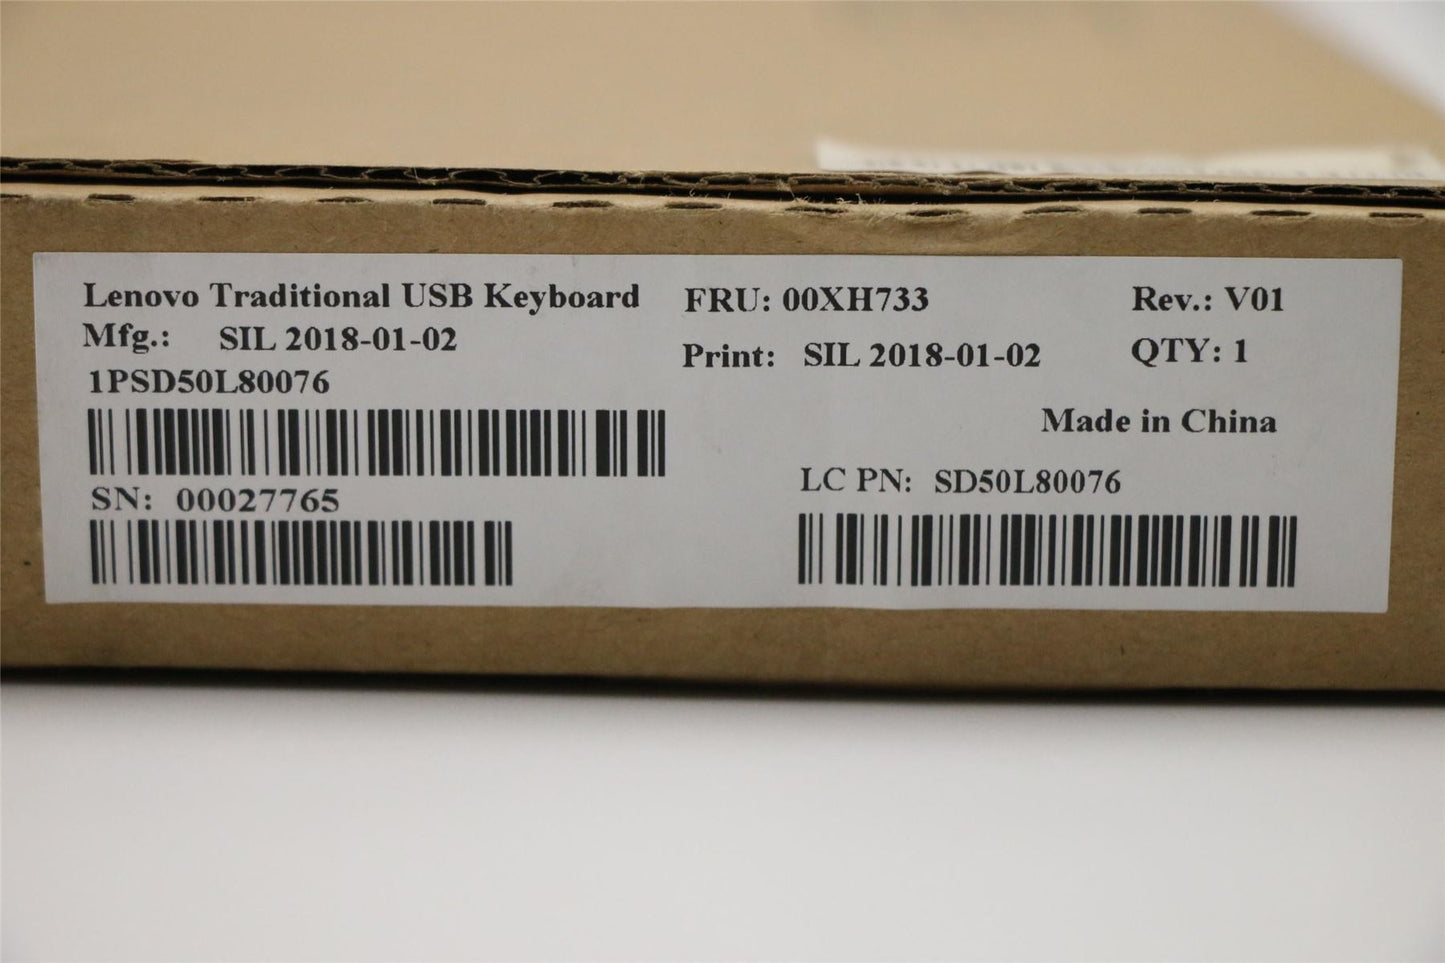 Lenovo Traditional USB Keyboard FRU: 00XH733 Rev.: V01
Mfg.: SIL 2018-01-02 Print: SIL 2018-01-02 QTY: 1
1PSD50L80076
Made in China
LC PN: SD50L80076
SN: 00027765